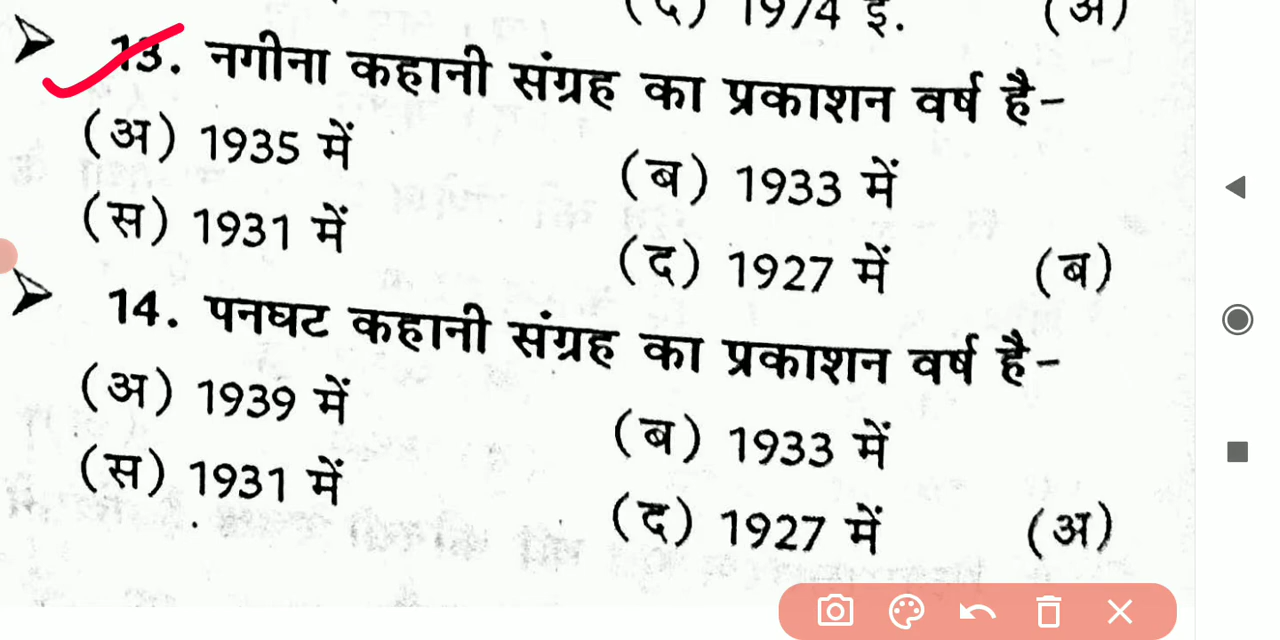 (द) 1974 ई. (अ)
13. नगीना कहानी संग्रह का प्रकाशन वर्ष है-
(अ) 1935 में (ब) 1933 में
(स) 1931 में (द) 1927 में (ब)
14. पनघट कहानी संग्रह का प्रकाशन वर्ष है-
(अ) 1939 में (ब) 1933 में
(स) 1931 में (द) 1927 में (अ)